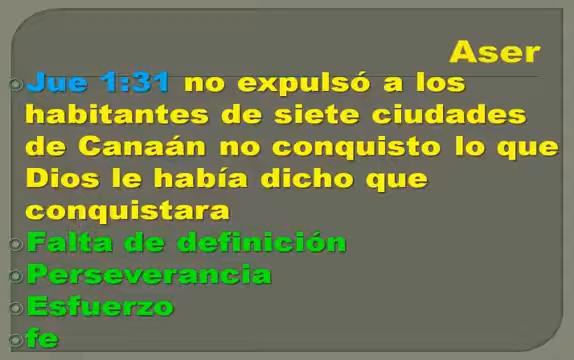 Aser
Jue 1:31 no expulsó a los
habitantes de siete ciudades
de Canaán no conquisto lo que
Dios le había dicho que
conquistara
Falta de definición
Perseverancia
Esfuerzo
fe